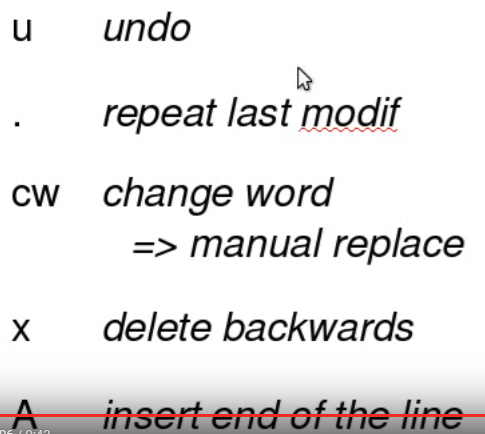 u undo
. repeat last modif
cw change word
=> manual replace
x delete backwards
A insert end of the line